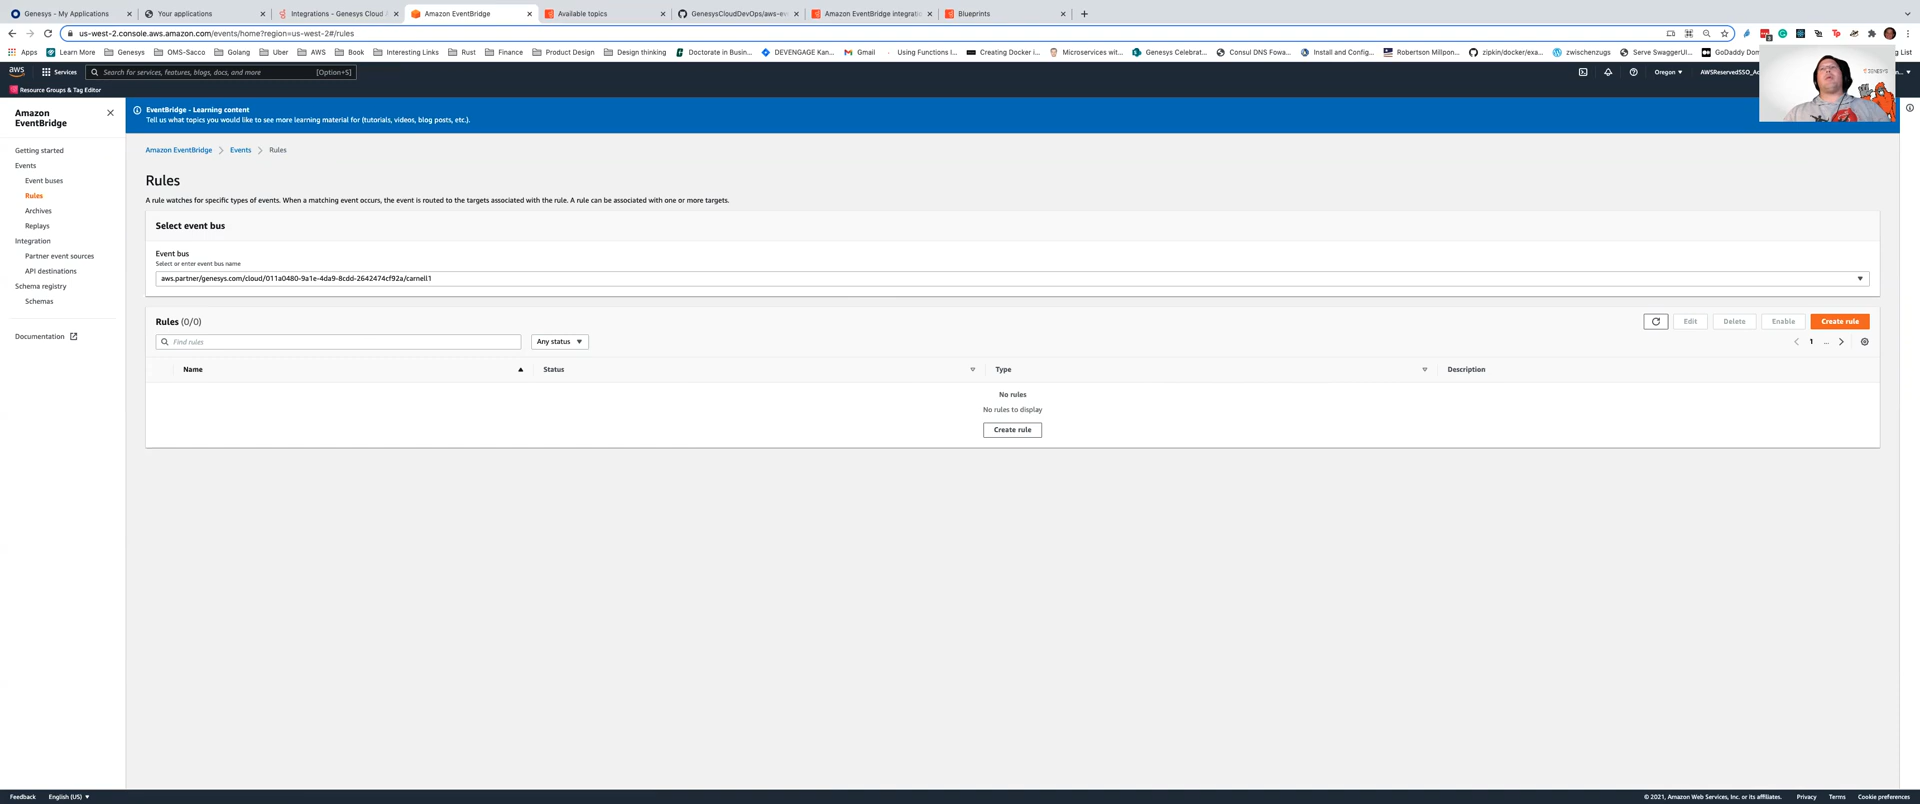 Genesys - My Applications
Your applications
Integrations – Genesys Cloud A
Amazon EventBridge
Available topics
GenesysCloudDevOps/aws-ev
Amazon EventBridge integratio
Blueprints
us-west-2.console.aws.amazon.com/events/home?region=us-west-2#/rules
Apps
Learn More
Genesys
OMS-Sacco
Golang
Uber
AWS
Book
Interesting Links
Rust
Finance
Product Design
Design thinking
Doctorate in Busin...
DEVENGAGE Kan...
Gmail
Using Functions I...
Creating Docker i...
Microservices wit...
Genesys Celebrat...
Consul DNS Fowa...
Install and Config...
Robertson Millpon...
zipkin/docker/exa...
zwischenzugs
Serve SwaggerUI...
GoDaddy Dom
g List
aws
Services
Search for services, features, blogs, docs, and more
[Option+S]
Oregon
AWSReservedSSO_Ad
Resource Groups & Tag Editor
GENESYS
Amazon
EventBridge
Getting started
Events
Event buses
Rules
Archives
Replays
Integration
Partner event sources
API destinations
Schema registry
Schemas
Documentation
EventBridge - Learning content
Tell us what topics you would like to see more learning material for (tutorials, videos, blog posts, etc.).
Amazon EventBridge
Events
Rules
Rules
A rule watches for specific types of events. When a matching event occurs, the event is routed to the targets associated with the rule. A rule can be associated with one or more targets.
Select event bus
Event bus
Select or enter event bus name
aws.partner/genesys.com/cloud/011a0480-9a1e-4da9-8cdd-2642474cf92a/carnell1
Rules (0/0)
Edit
Delete
Enable
Create rule
Find rules
Any status
1
...
Name
Status
Type
Description
No rules
No rules to display
Create rule
Feedback
English (US)
© 2021, Amazon Web Services, Inc. or its affiliates.
Privacy
Terms
Cookie preferences